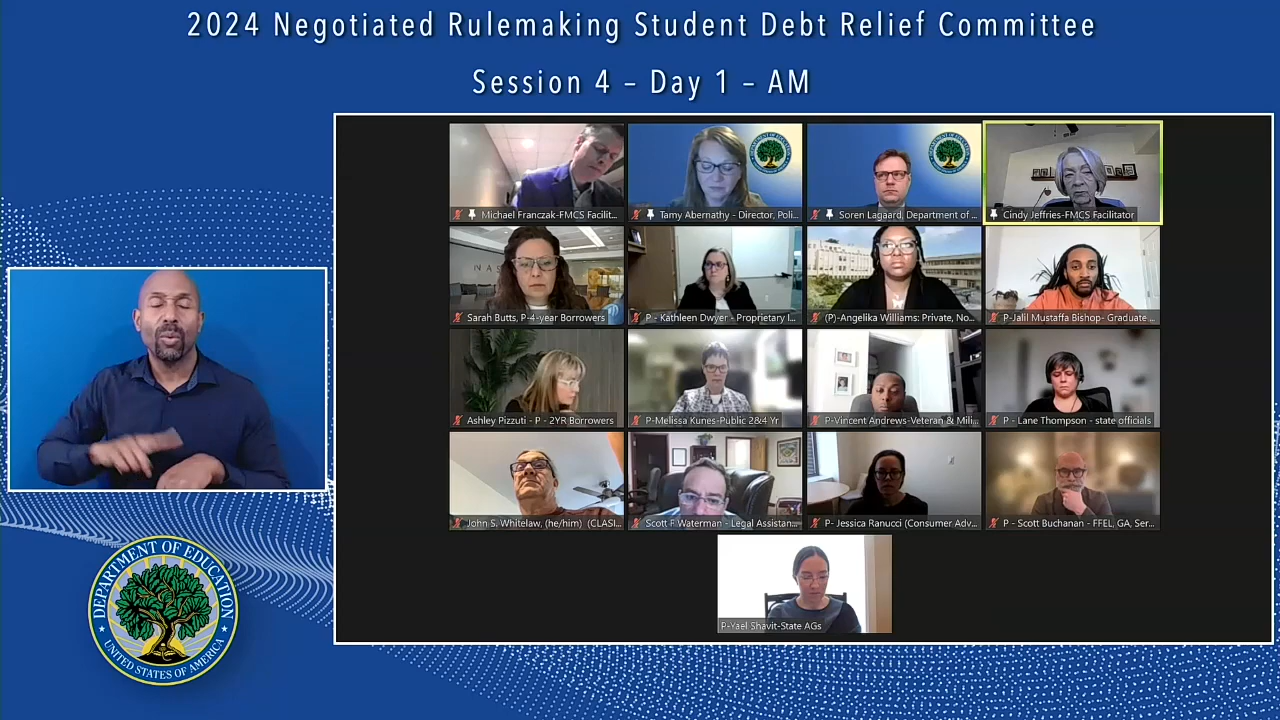 2024 Negotiated Rulemaking Student Debt Relief Committee
Session 4 – Day 1 – AM
Michael Franczak-FMCS Facilit...
Tamy Abernathy - Director, Poli...
Soren Lagaard, Department of ...
Cindy Jeffries-FMCS Facilitator
Sarah Butts, P-4-year Borrowers
P - Kathleen Dwyer - Proprietary I...
(P)-Angelika Williams: Private, No...
P-Jalil Mustaffa Bishop- Graduate ...
Ashley Pizzuti - P - 2YR Borrowers
P-Melissa Kunes-Public 2&4 Yr
P-Vincent Andrews-Veteran & Mili...
P - Lane Thompson - state officials
John S. Whitelaw, (he/him) (CLASI...
Scott F Waterman - Legal Assistan...
P- Jessica Ranucci (Consumer Adv...
P - Scott Buchanan - FFEL, GA, Ser...
P-Yael Shavit-State AGs
DEPARTMENT OF EDUCATION
UNITED STATES OF AMERICA